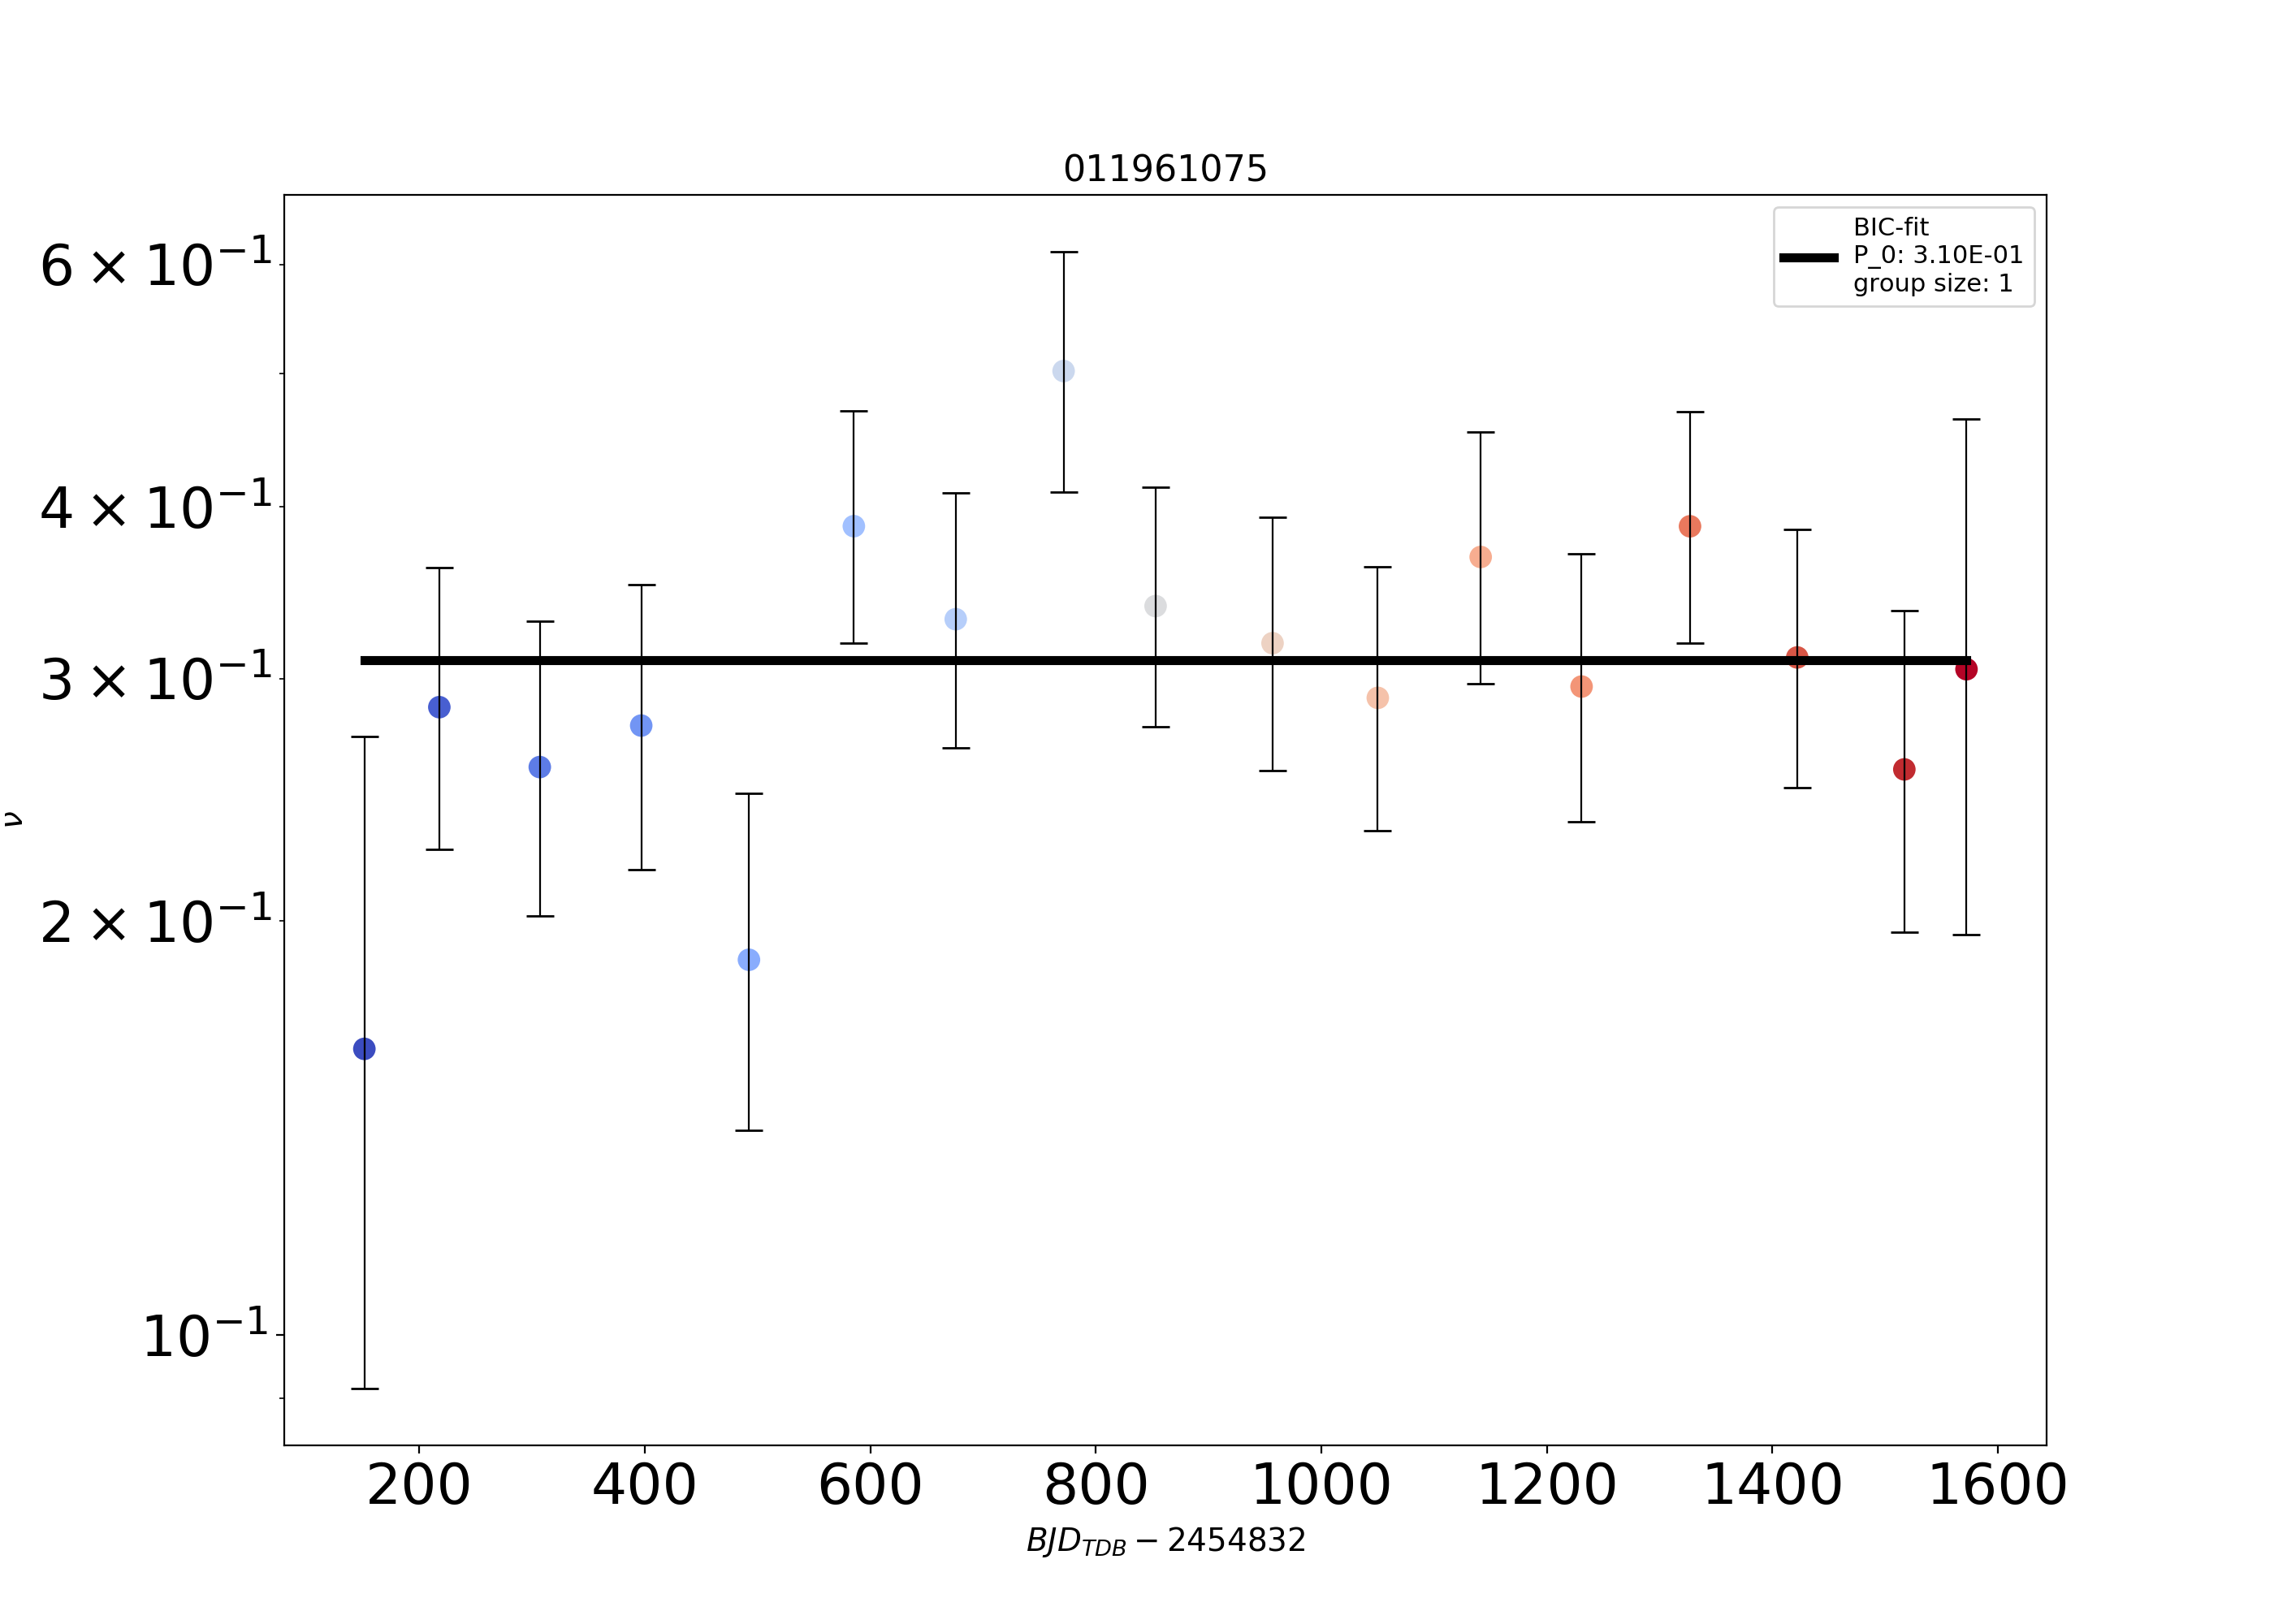 011961075
BIC-fit
P_0: 3.10E-01
group size: 1
6 × 10⁻¹
4 × 10⁻¹
3 × 10⁻¹
2 × 10⁻¹
10⁻¹
ν
200 400 600 800 1000 1200 1400 1600
BJD_TDB − 2454832